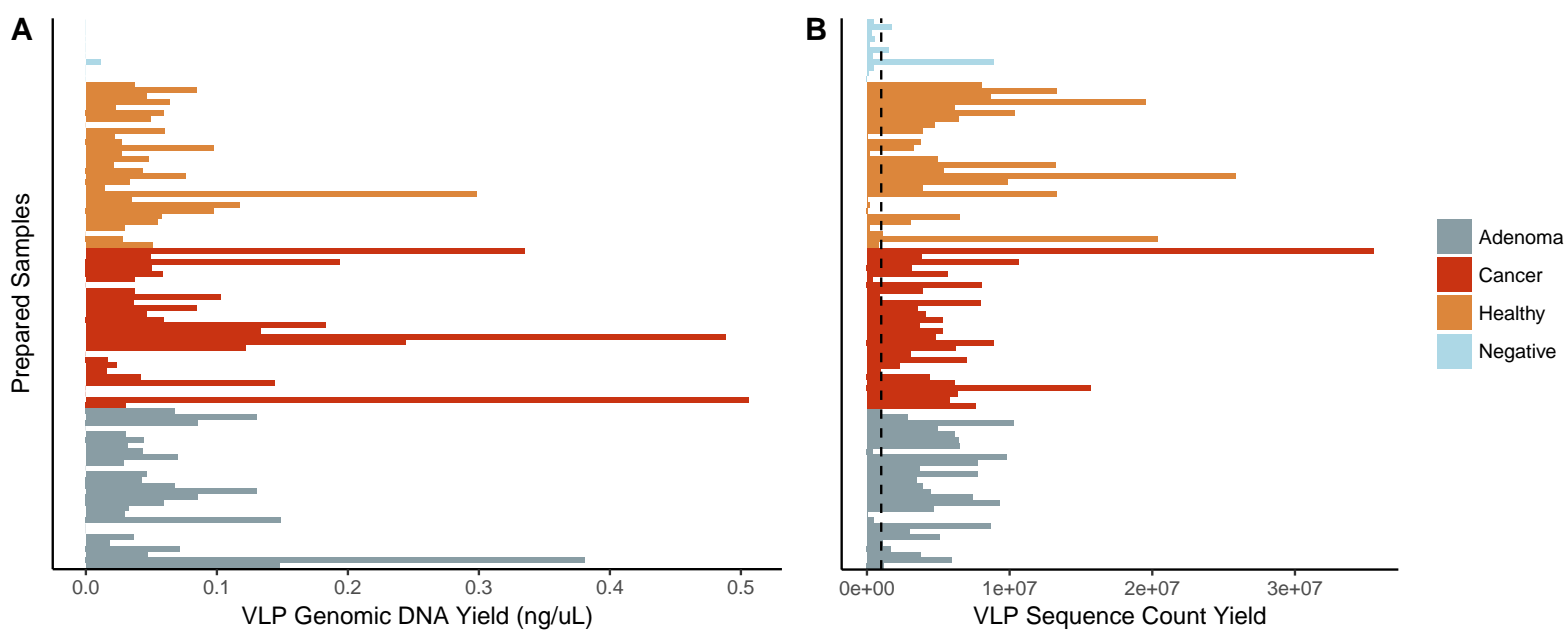 A
B
Prepared Samples
0.0 0.1 0.2 0.3 0.4 0.5
VLP Genomic DNA Yield (ng/uL)
0e+00 1e+07 2e+07 3e+07
VLP Sequence Count Yield
Adenoma
Cancer
Healthy
Negative